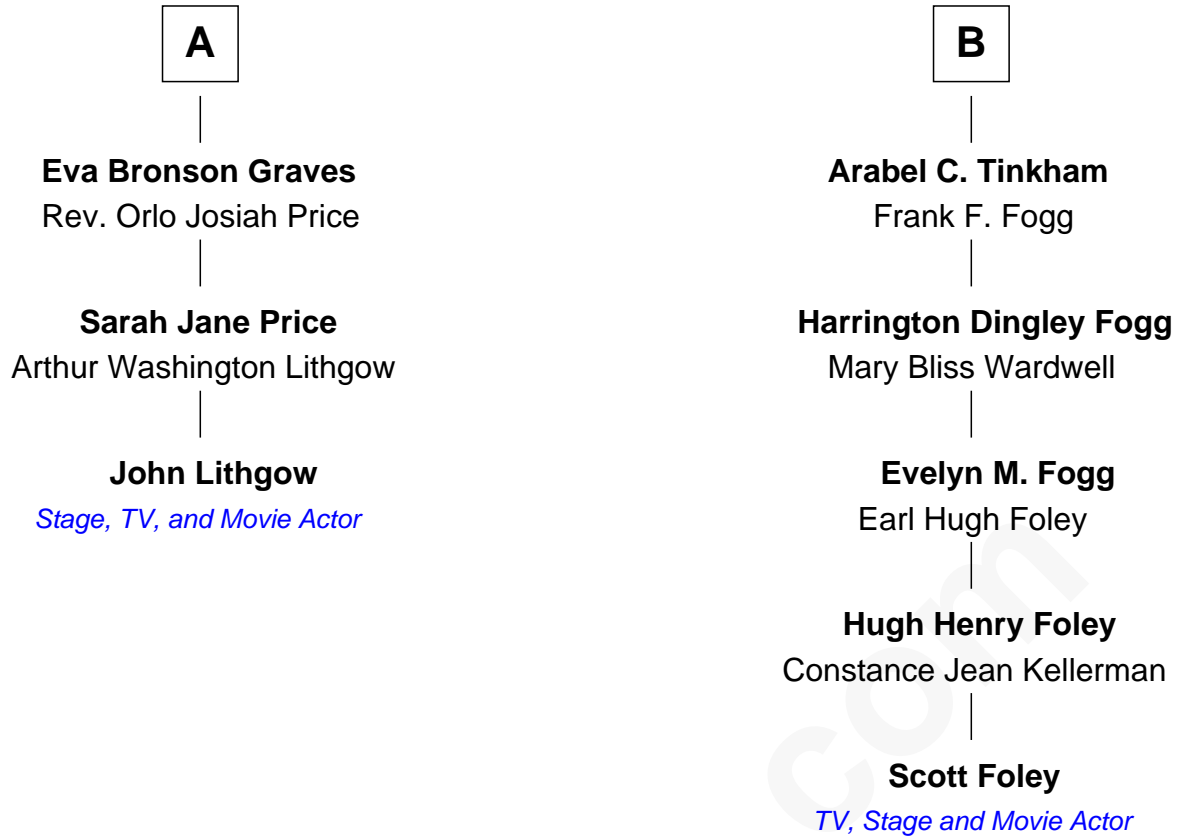 A
Eva Bronson Graves
Rev. Orlo Josiah Price
Sarah Jane Price
Arthur Washington Lithgow
John Lithgow
Stage, TV, and Movie Actor
B
Arabel C. Tinkham
Frank F. Fogg
Harrington Dingley Fogg
Mary Bliss Wardwell
Evelyn M. Fogg
Earl Hugh Foley
Hugh Henry Foley
Constance Jean Kellerman
Scott Foley
TV, Stage and Movie Actor
com